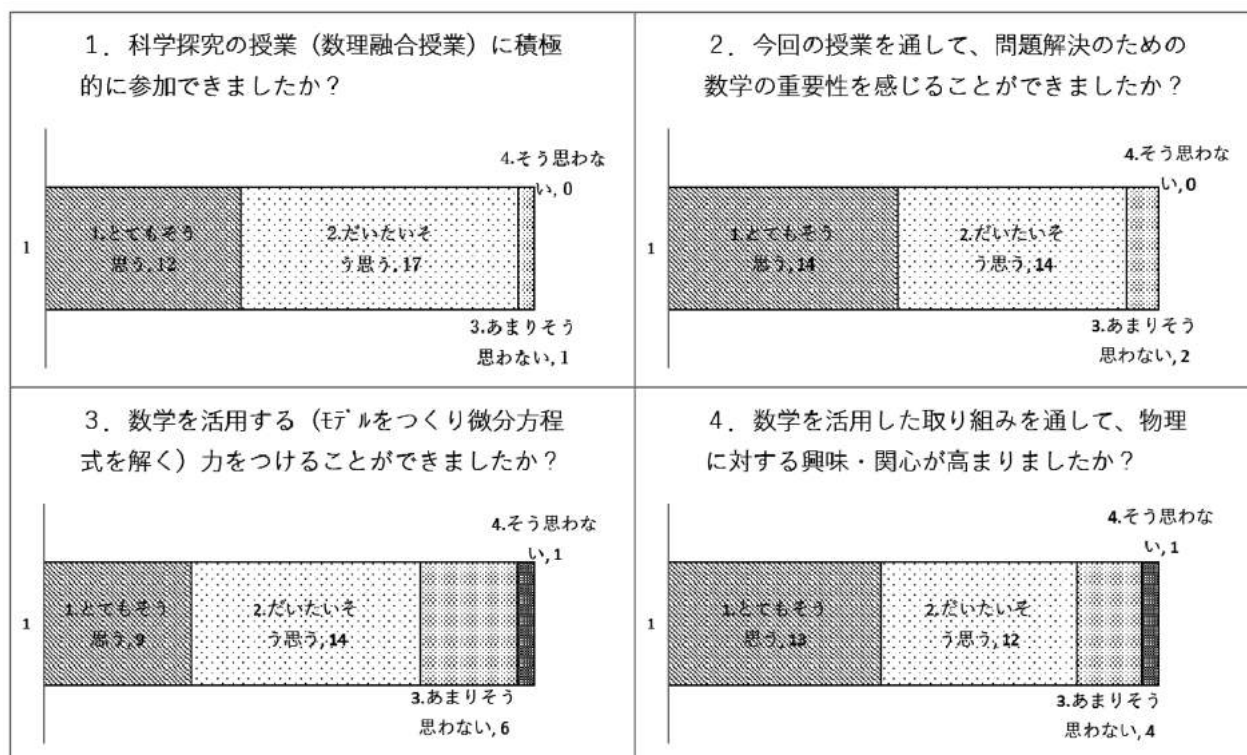 1．科学探究の授業（数理融合授業）に積極
的に参加できましたか？
4.そう思わな
い, 0
1
1.とてもそう
思う, 12
2.だいたいそ
う思う, 17
3.あまりそう
思わない, 1
2．今回の授業を通して、問題解決のための
数学の重要性を感じることができましたか？
4.そう思わな
い, 0
1
1.とてもそう
思う, 14
2.だいたいそ
う思う, 14
3.あまりそう
思わない, 2
3．数学を活用する（ﾓﾃﾞﾙをつくり微分方程
式を解く）力をつけることができましたか？
4.そう思わな
い, 1
1
1.とてもそう
思う, 9
2.だいたいそ
う思う, 14
3.あまりそう
思わない, 6
4．数学を活用した取り組みを通して、物理
に対する興味・関心が高まりましたか？
4.そう思わな
い, 1
1
1.とてもそう
思う, 13
2.だいたいそ
う思う, 12
3.あまりそう
思わない, 4